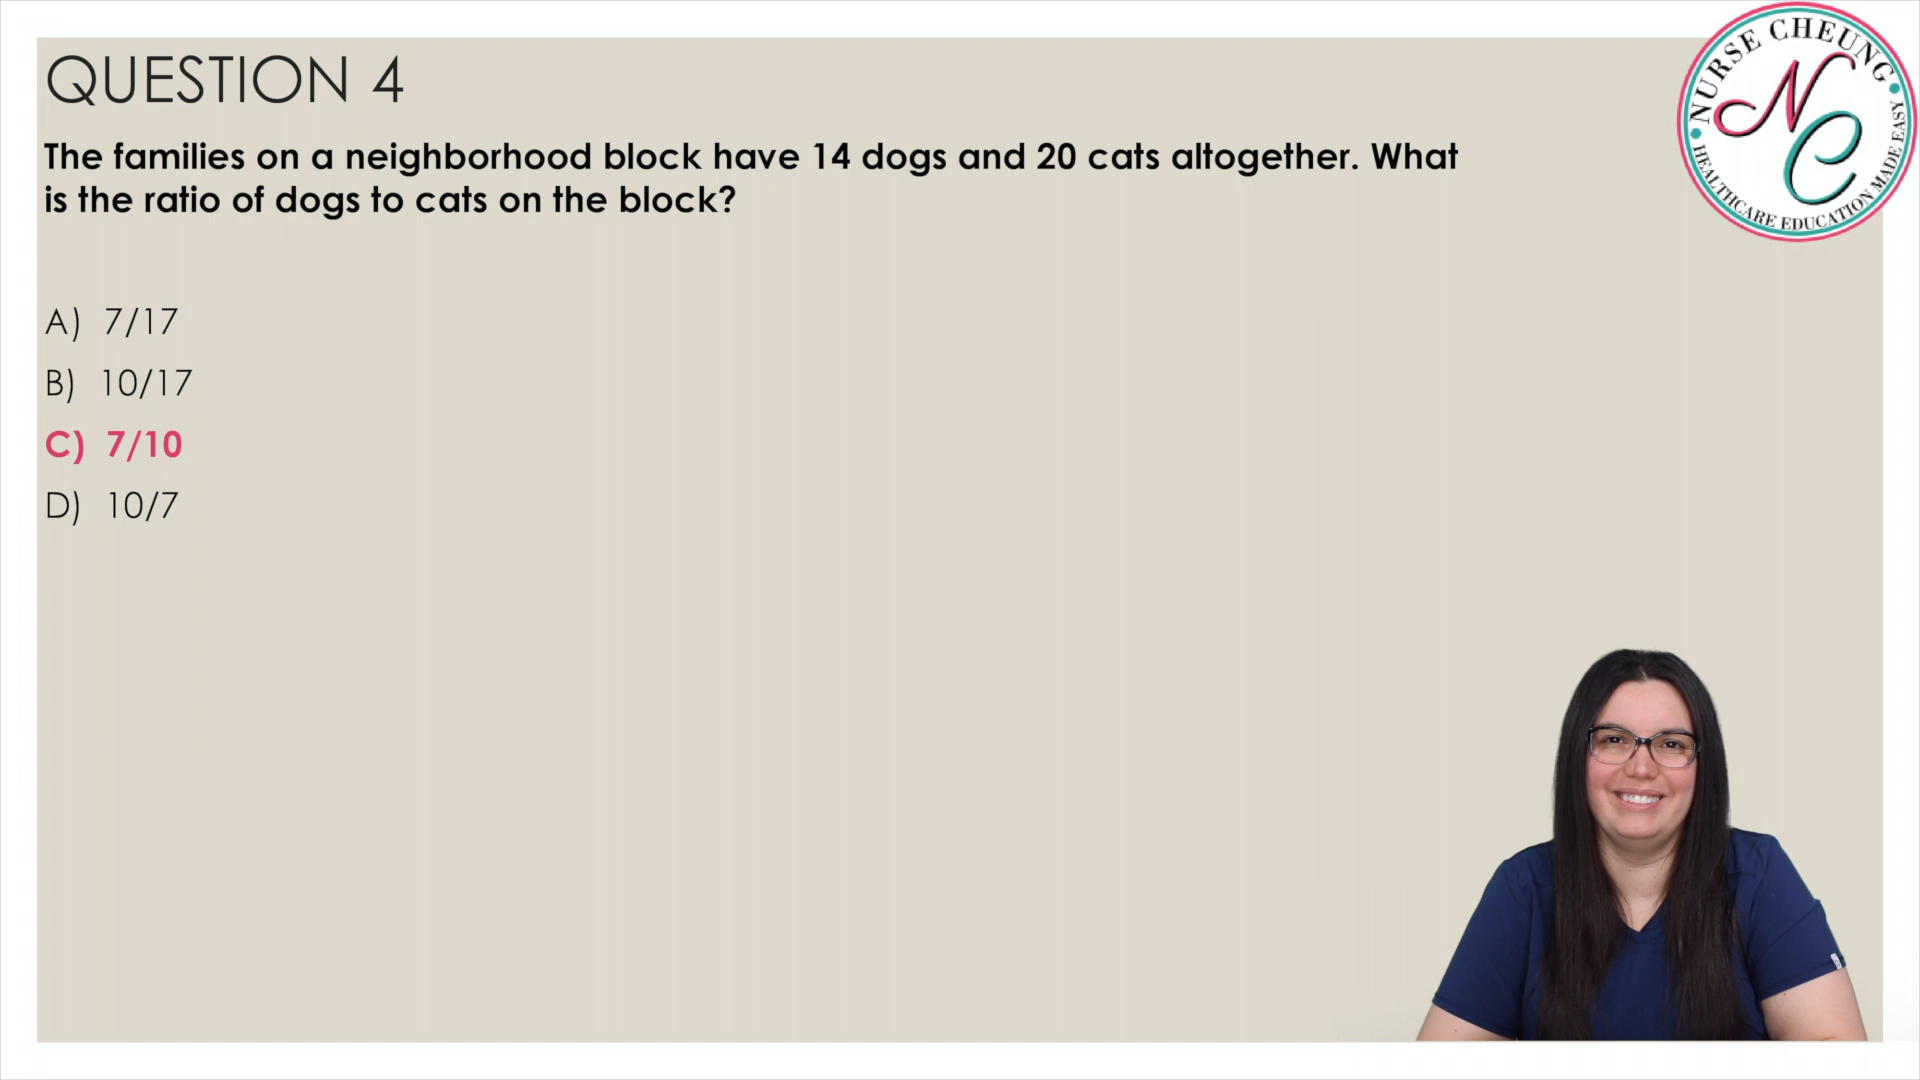 QUESTION 4
The families on a neighborhood block have 14 dogs and 20 cats altogether. What
is the ratio of dogs to cats on the block?
A) 7/17
B) 10/17
C) 7/10
D) 10/7
NURSE CHEUNG
NC
HEALTHCARE EDUCATION MADE EASY